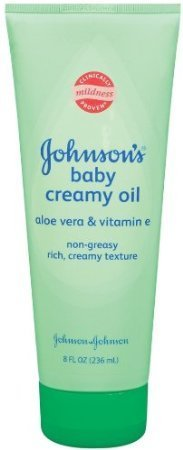 CLINICALLY
mildness
PROVEN
Johnson's
baby
creamy oil
aloe vera & vitamin e
non-greasy
rich, creamy texture
Johnson & Johnson
8 FL OZ (236 mL)